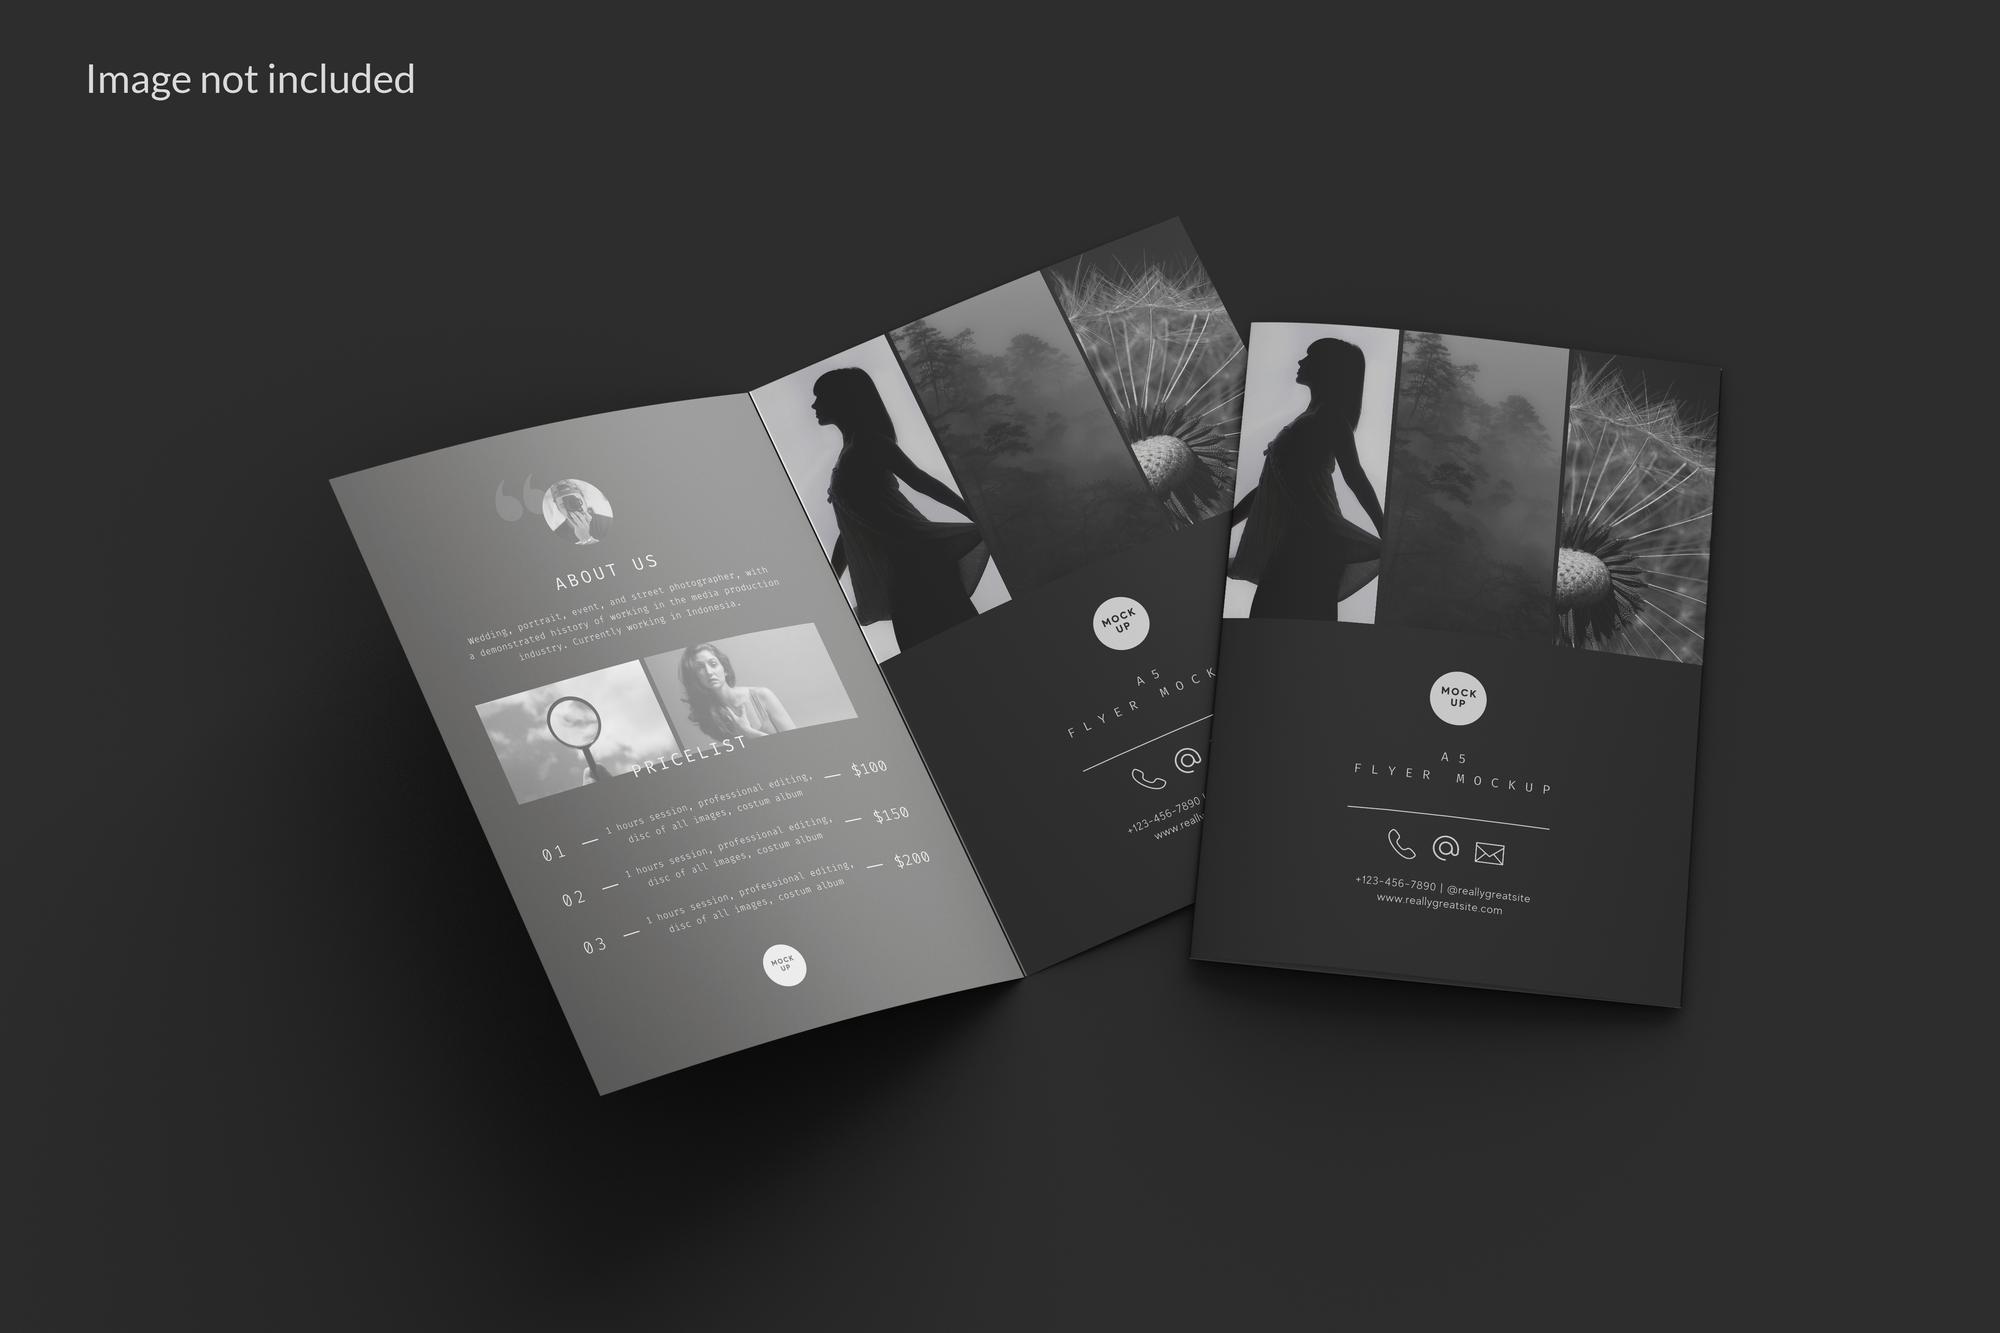 Image not included
ABOUT US
Wedding, portrait, event, and street photographer, with
a demonstrated history of working in the media production
industry. Currently working in Indonesia.
PRICELIST
01 — 1 hours session, professional editing, — $100
disc of all images, costum album
02 — 1 hours session, professional editing, — $150
disc of all images, costum album
03 — 1 hours session, professional editing, — $200
disc of all images, costum album
MOCK
UP
MOCK
UP
A5
FLYER MOCK
+123-456-7890 |
www.really
MOCK
UP
A5
FLYER MOCKUP
+123-456-7890 | @reallygreatsite
www.reallygreatsite.com